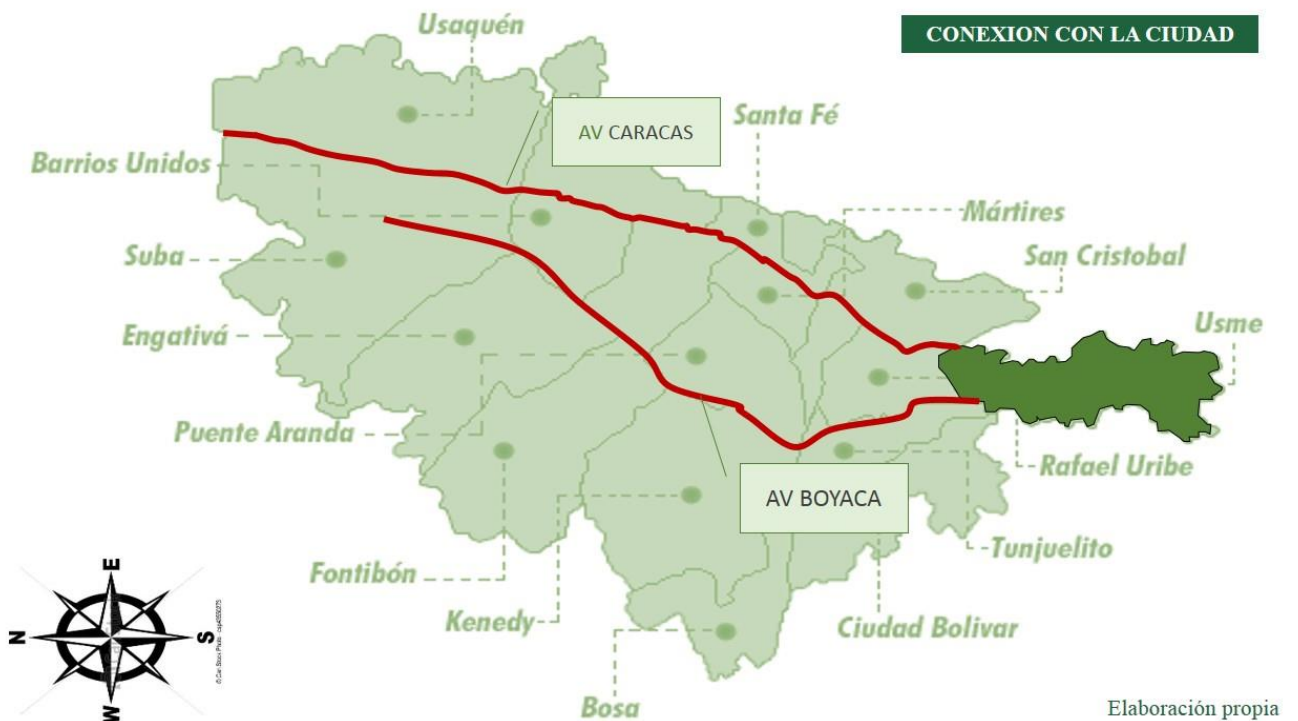 Usaquén
CONEXION CON LA CIUDAD
AV CARACAS
Santa Fé
Barrios Unidos
Mártires
Suba
San Cristobal
Engativá
Usme
Puente Aranda
Rafael Uribe
AV BOYACA
Tunjuelito
Fontibón
Kenedy
Ciudad Bolivar
Bosa
E
N
S
W
Elaboración propia